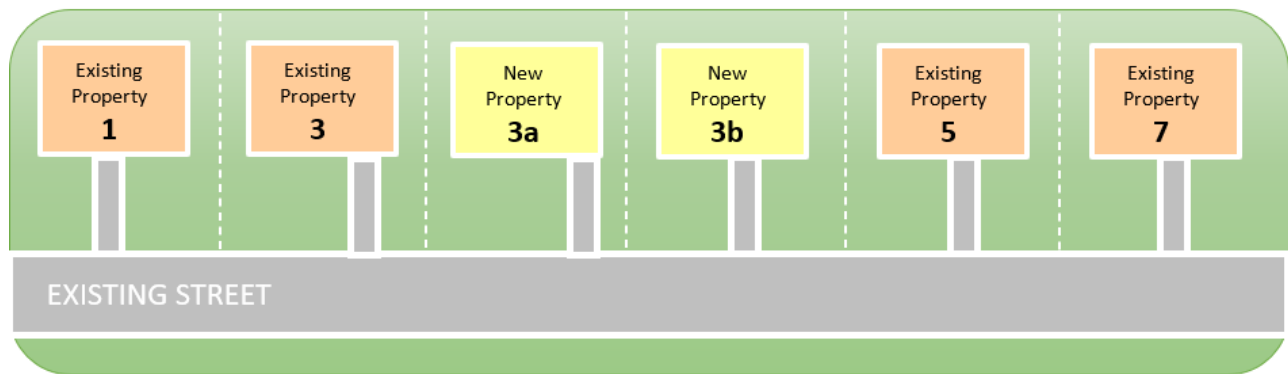 Existing
Property
1
Existing
Property
3
New
Property
3a
New
Property
3b
Existing
Property
5
Existing
Property
7
EXISTING STREET